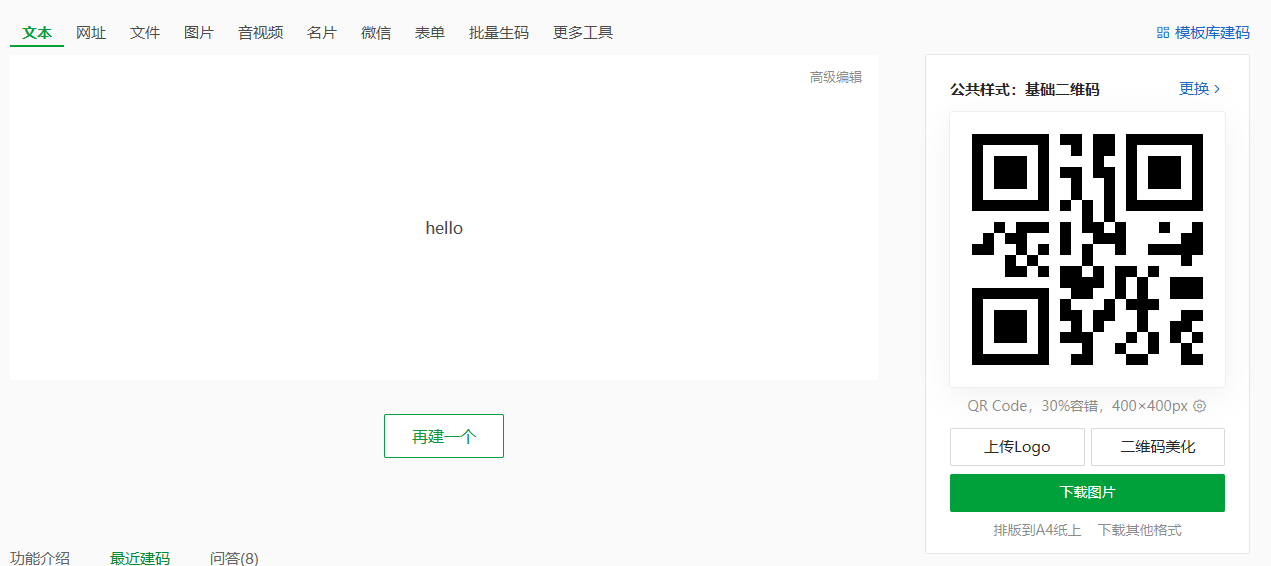 文本 网址 文件 图片 音视频 名片 微信 表单 批量生码 更多工具 模板库建码
高级编辑
公共样式：基础二维码 更换 >
hello
QR Code，30%容错，400×400px
再建一个
上传Logo 二维码美化
下载图片
排版到A4纸上 下载其他格式
功能介绍 最近建码 问答(8)